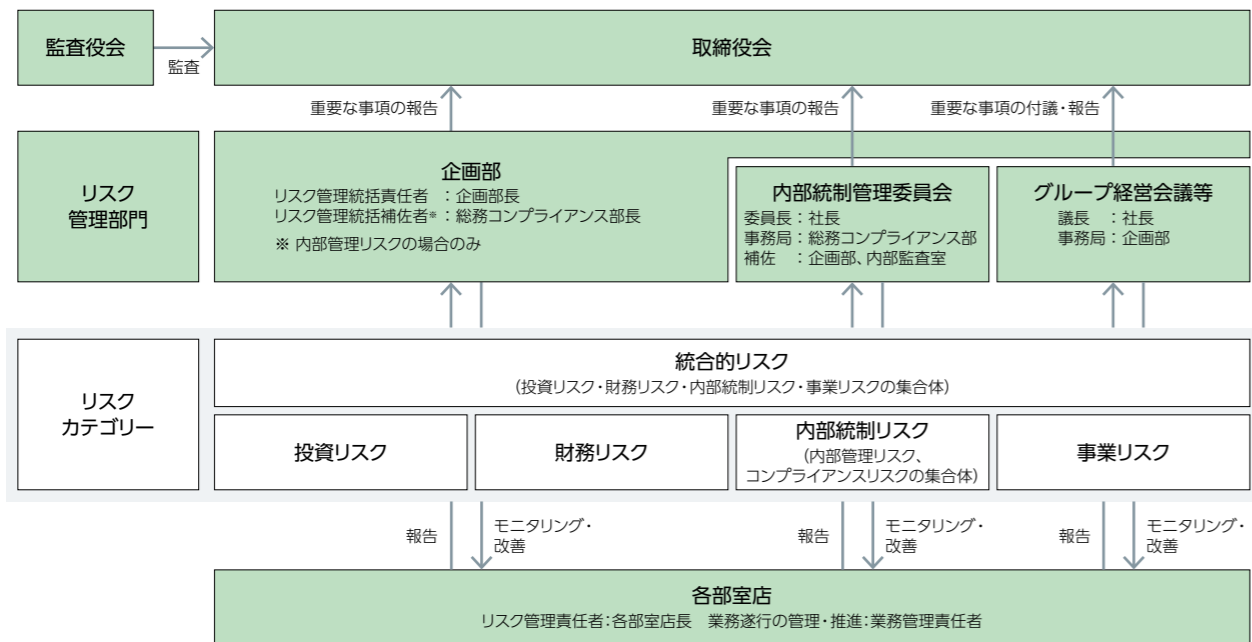 監査役会
監査
取締役会
重要な事項の報告
重要な事項の報告
重要な事項の付議・報告
リスク
管理部門
企画部
リスク管理統括責任者 ：企画部長
リスク管理統括補佐者※：総務コンプライアンス部長
※ 内部管理リスクの場合のみ
内部統制管理委員会
委員長：社長
事務局：総務コンプライアンス部
補佐 ：企画部、内部監査室
グループ経営会議等
議長 ：社長
事務局：企画部
リスク
カテゴリー
統合的リスク
(投資リスク・財務リスク・内部統制リスク・事業リスクの集合体)
投資リスク
財務リスク
内部統制リスク
(内部管理リスク、
コンプライアンスリスクの集合体)
事業リスク
報告
モニタリング・
改善
報告
モニタリング・
改善
報告
モニタリング・
改善
各部室店
リスク管理責任者：各部室店長 業務遂行の管理・推進：業務管理責任者